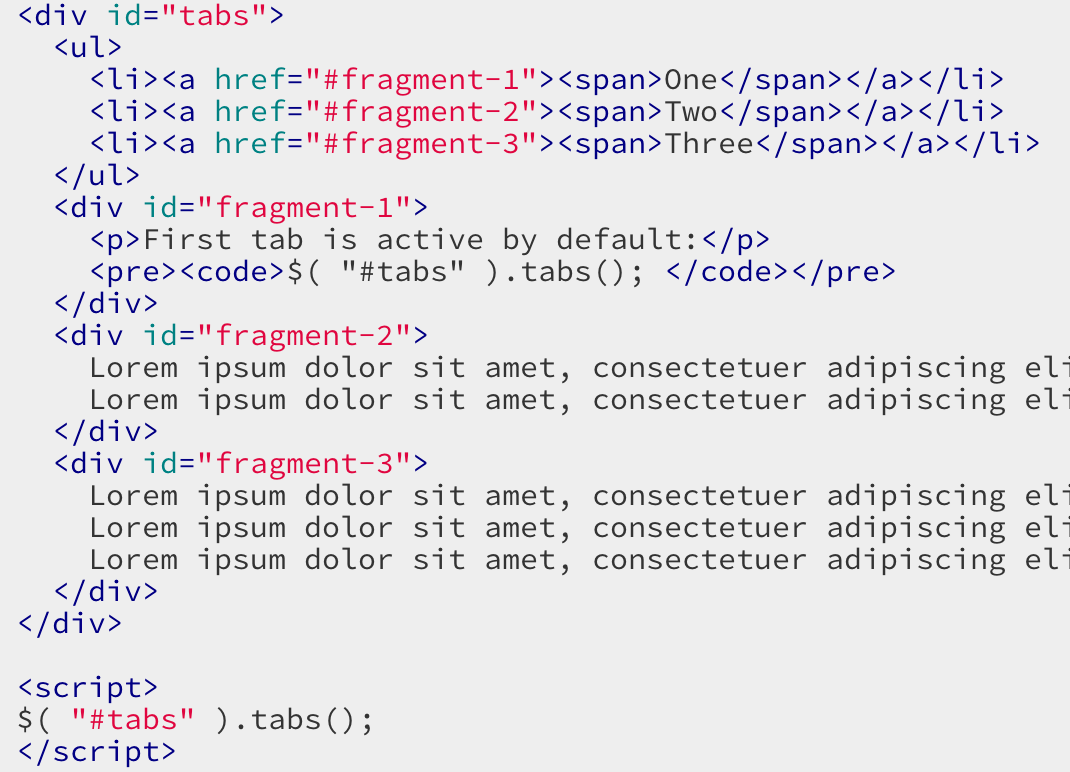 <div id="tabs">
  <ul>
    <li><a href="#fragment-1"><span>One</span></a></li>
    <li><a href="#fragment-2"><span>Two</span></a></li>
    <li><a href="#fragment-3"><span>Three</span></a></li>
  </ul>
  <div id="fragment-1">
    <p>First tab is active by default:</p>
    <pre><code>$( "#tabs" ).tabs(); </code></pre>
  </div>
  <div id="fragment-2">
    Lorem ipsum dolor sit amet, consectetuer adipiscing eli
    Lorem ipsum dolor sit amet, consectetuer adipiscing eli
  </div>
  <div id="fragment-3">
    Lorem ipsum dolor sit amet, consectetuer adipiscing eli
    Lorem ipsum dolor sit amet, consectetuer adipiscing eli
    Lorem ipsum dolor sit amet, consectetuer adipiscing eli
  </div>
</div>

<script>
$( "#tabs" ).tabs();
</script>